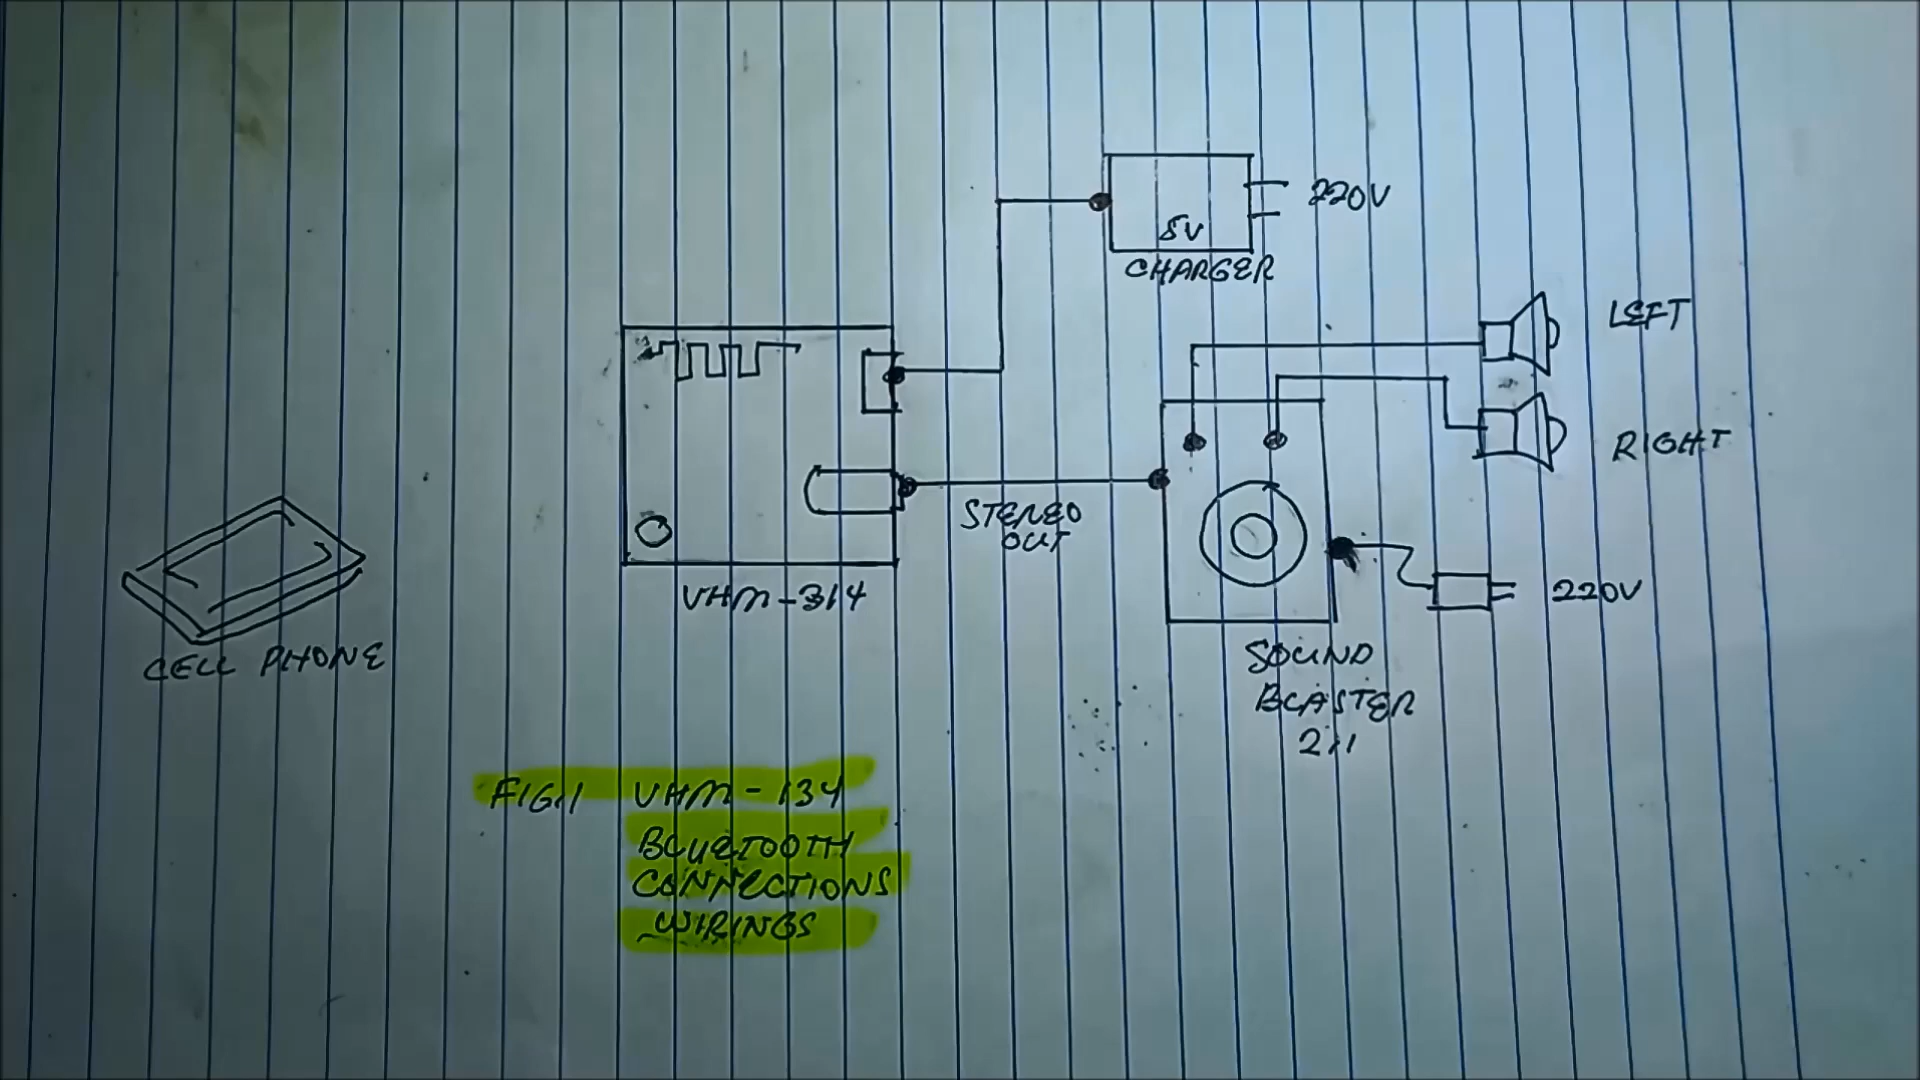 220V
5V
CHARGER
LEFT
RIGHT
STEREO
OUT
VHM-314
220V
CELL PHONE
SOUND
BLASTER
2.1
FIG.1 VHM-134
BLUETOOTH
CONNECTIONS
WIRINGS